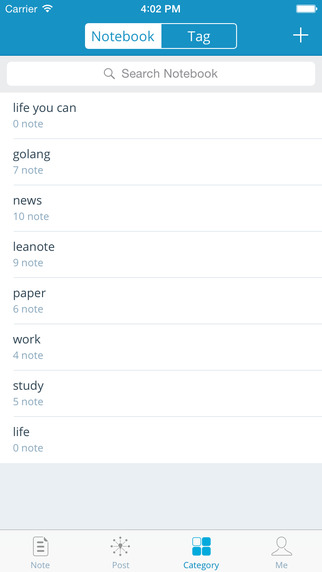 Carrier 4:02 PM
Notebook Tag
Search Notebook
life you can
0 note
golang
7 note
news
10 note
leanote
9 note
paper
6 note
work
4 note
study
5 note
life
0 note
Note Post Category Me